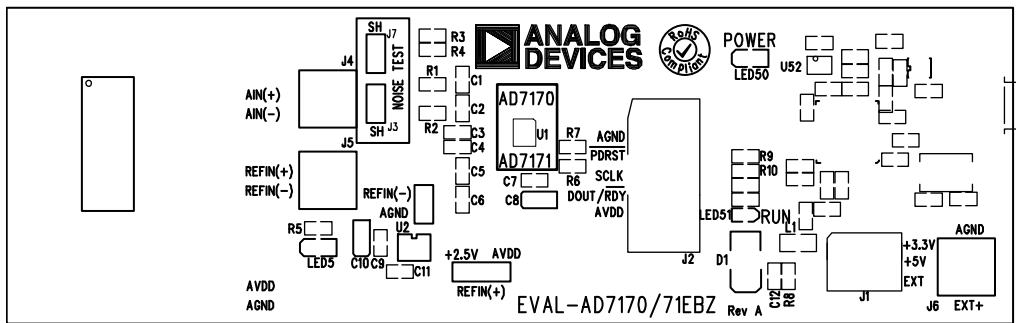 SH
J7
J4
NOISE TEST
SH
J3
AIN(+)
AIN(-)
J5
REFIN(+)
REFIN(-)
R3
R4
R1
R2
C1
C2
C3
C4
C5
C6
ANALOG
DEVICES
RoHS
Compliant
POWER
LED50
U52
AD7170
U1
AD7171
C7
C8
R7
R6
AGND
PDRST
SCLK
DOUT/RDY
AVDD
J2
R9
R10
LED51
RUN
L1
D1
REFIN(-)
AGND
U2
R5
LED5
C10
C9
C11
+2.5V AVDD
REFIN(+)
AVDD
AGND
EVAL-AD7170/71EBZ
Rev A
C12
R8
+3.3V
+5V
EXT
J1
AGND
J6
EXT+